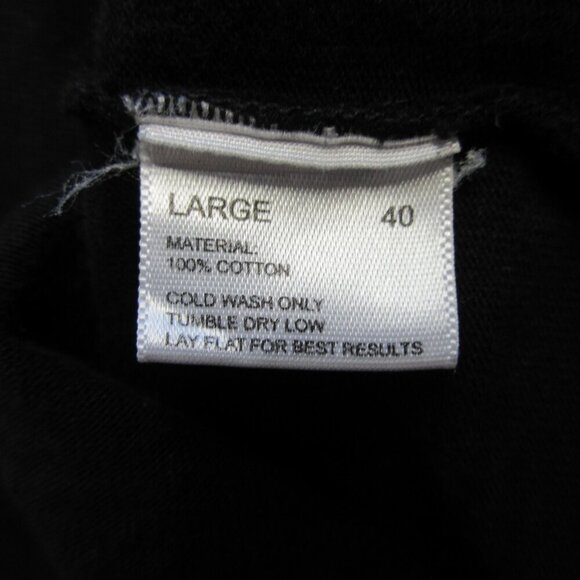 LARGE 40
MATERIAL:
100% COTTON
COLD WASH ONLY
TUMBLE DRY LOW
LAY FLAT FOR BEST RESULTS